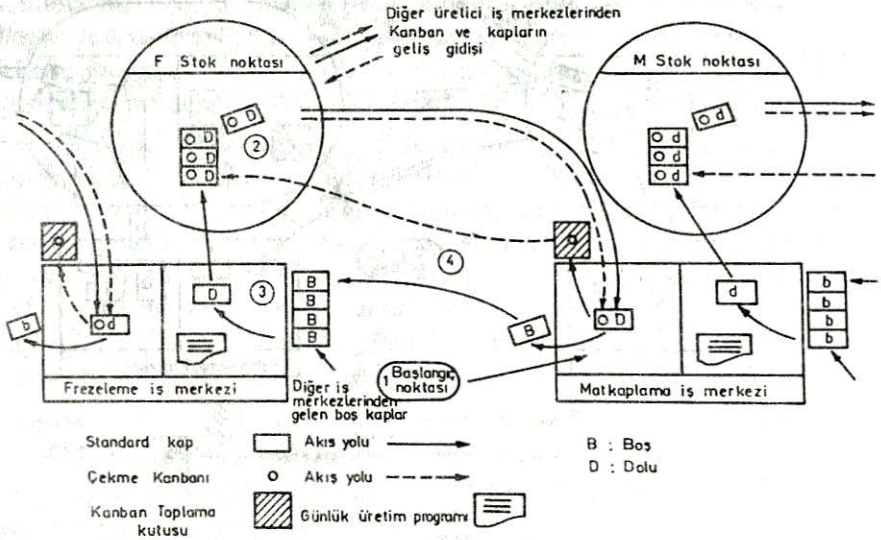 Diğer ürelici iş merkezlerinden
Kanban ve kapların
geliş gidişi
F Stok noktası
M Stok noktası
D
D
D
D
2
d
d
d
d
4
B
B
B
B
D
3
b
d
B
D
d
b
b
b
b
1 Başlangıç
noktası
Frezeleme iş merkezi
Matkaplama iş merkezi
Diğer iş
merkezlerinden
gelen boş kaplar
Standard kap
Akış yolu
B : Boş
Çekme Kanbanı
Akış yolu
D : Dolu
Kanban Toplama
kutusu
Günlük üretim programı